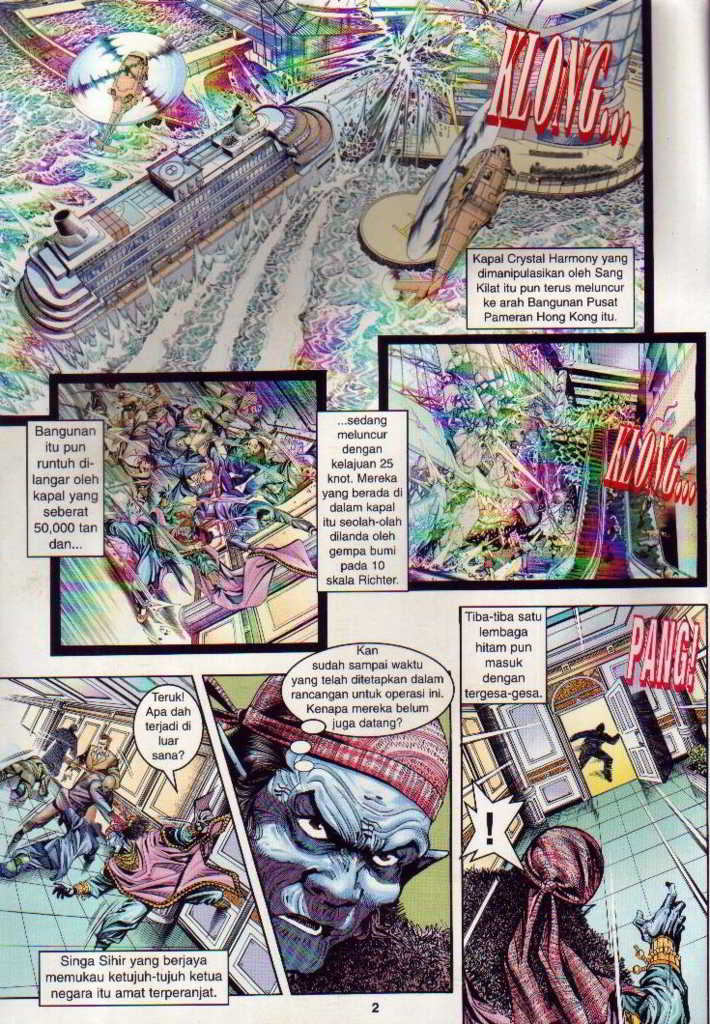 KLONG...
Kapal Crystal Harmony yang
dimanipulasikan oleh Sang
Kilat itu pun terus meluncur
ke arah Bangunan Pusat
Pameran Hong Kong itu.
Bangunan
itu pun
runtuh di-
langar oleh
kapal yang
seberat
50,000 tan
dan...
...sedang
meluncur
dengan
kelajuan 25
knot. Mereka
yang berada di
dalam kapal
itu seolah-olah
dilanda oleh
gempa bumi
pada 10
skala Richter.
KLONG...
Teruk!
Apa dah
terjadi di
luar
sana?
Singa Sihir yang berjaya
memukau ketujuh-tujuh ketua
negara itu amat terperanjat.
Kan
sudah sampai waktu
yang telah ditetapkan dalam
rancangan untuk operasi ini.
Kenapa mereka belum
juga datang?
Tiba-tiba satu
lembaga
hitam pun
masuk
dengan
tergesa-gesa.
PANG!
!
2